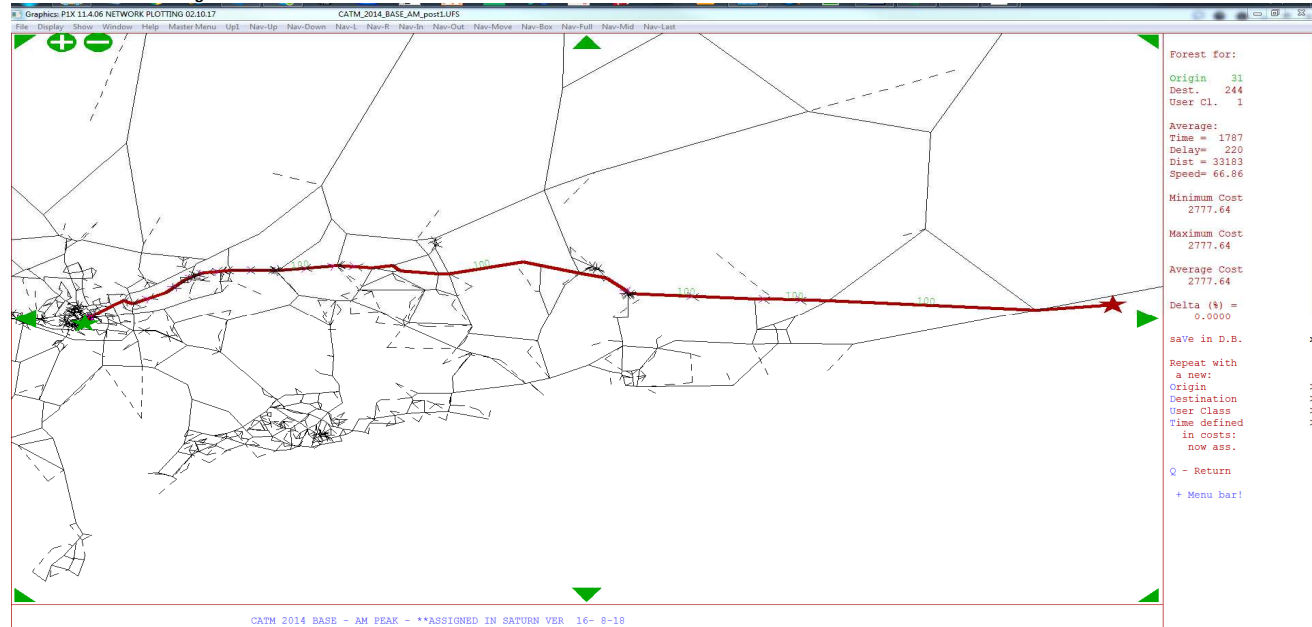 Graphics: P1X 11.4.06 NETWORK PLOTTING 02.10.17 CATM_2014_BASE_AM_post1.UFS
File Display Show Window Help Master Menu UpI Nav-Up Nav-Down Nav-L Nav-R Nav-In Nav-Out Nav-Move Nav-Box Nav-Full Nav-Mid Nav-Last
Forest for:
Origin 31
Dest. 244
User Cl. 1
Average:
Time = 1787
Delay= 220
Dist = 33183
Speed= 66.86
Minimum Cost
2777.64
Maximum Cost
2777.64
Average Cost
2777.64
Delta (%) =
0.0000
saVe in D.B.
Repeat with
a new:
Origin
Destination
User Class
Time defined
in costs:
now ass.
Q - Return
+ Menu bar!
100
100
100
100
100
CATM 2014 BASE - AM PEAK - **ASSIGNED IN SATURN VER 16- 8-18